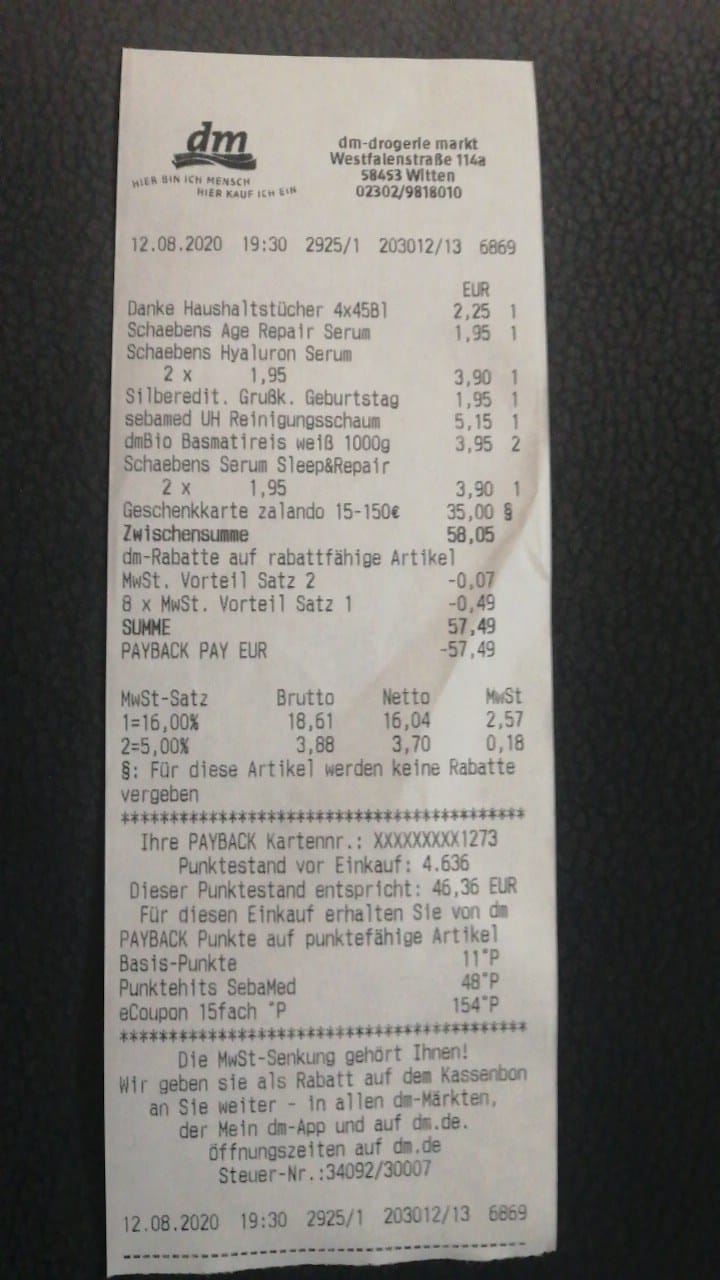 dm
HIER BIN ICH MENSCH
HIER KAUF ICH EIN
dm-drogerie markt
Westfalenstraße 114a
58453 Witten
02302/9818010
12.08.2020 19:30 2925/1 203012/13 6869
EUR
Danke Haushaltstücher 4x45Bl 2,25 1
Schaebens Age Repair Serum 1,95 1
Schaebens Hyaluron Serum
2 x 1,95 3,90 1
Silberedit. Grußk. Geburtstag 1,95 1
sebamed UH Reinigungsschaum 5,15 1
dmBio Basmatireis weiß 1000g 3,95 2
Schaebens Serum Sleep&Repair
2 x 1,95 3,90 1
Geschenkkarte zalando 15-150€ 35,00 §
Zwischensumme 58,05
dm-Rabatte auf rabattfähige Artikel
MwSt. Vorteil Satz 2 -0,07
8 x MwSt. Vorteil Satz 1 -0,49
SUMME 57,49
PAYBACK PAY EUR -57,49
MwSt-Satz Brutto Netto MwSt
1=16,00% 18,61 16,04 2,57
2=5,00% 3,88 3,70 0,18
§: Für diese Artikel werden keine Rabatte
vergeben
******************************************
Ihre PAYBACK Kartennr.: XXXXXXXXX1273
Punktestand vor Einkauf: 4.636
Dieser Punktestand entspricht: 46,36 EUR
Für diesen Einkauf erhalten Sie von dm
PAYBACK Punkte auf punktefähige Artikel
Basis-Punkte 11°P
Punktehits SebaMed 48°P
eCoupon 15fach °P 154°P
******************************************
Die MwSt-Senkung gehört Ihnen!
Wir geben sie als Rabatt auf dem Kassenbon
an Sie weiter - in allen dm-Märkten,
der Mein dm-App und auf dm.de.
Öffnungszeiten auf dm.de
Steuer-Nr.:34092/30007
12.08.2020 19:30 2925/1 203012/13 6869